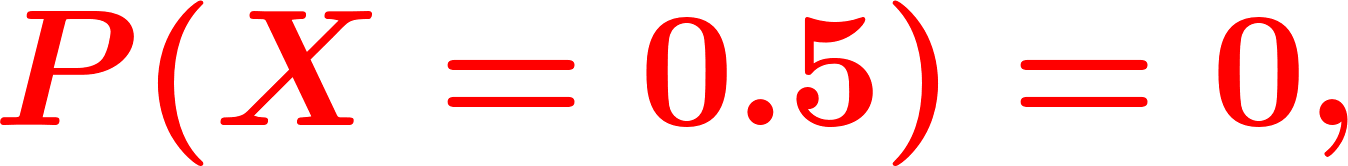 P(X = 0.5) = 0,